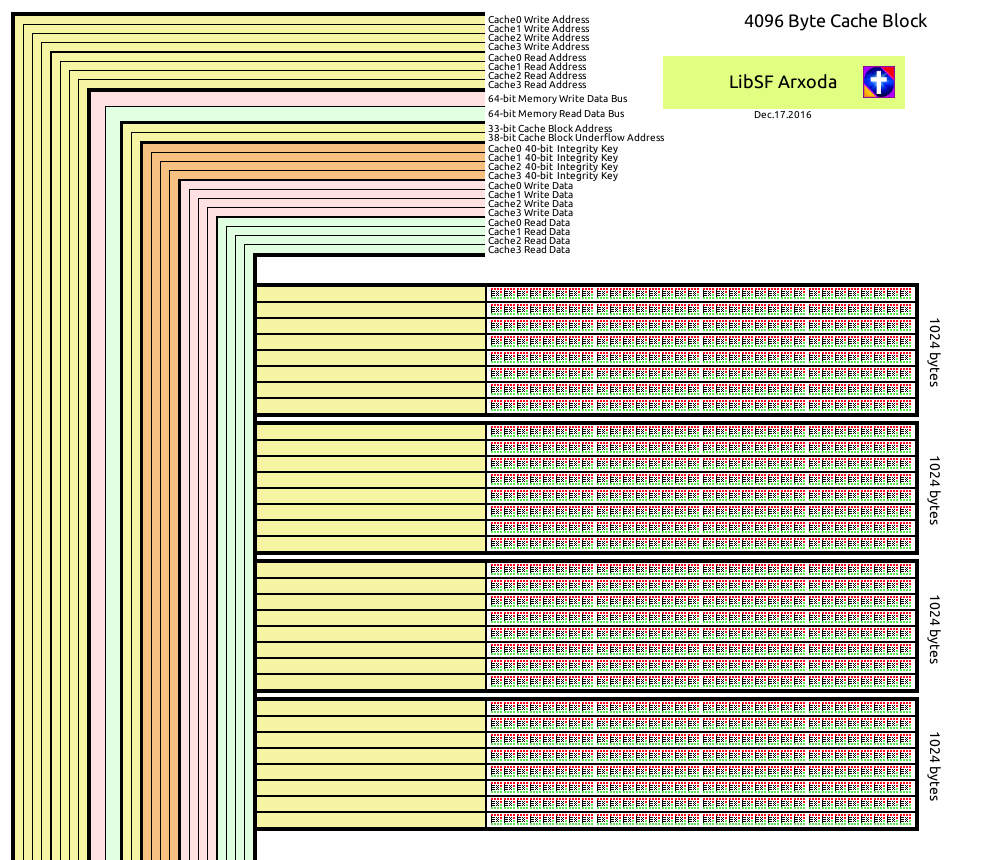 4096 Byte Cache Block
LibSF Arxoda
Dec.17.2016
Cache0 Write Address
Cache1 Write Address
Cache2 Write Address
Cache3 Write Address
Cache0 Read Address
Cache1 Read Address
Cache2 Read Address
Cache3 Read Address
64-bit Memory Write Data Bus
64-bit Memory Read Data Bus
33-bit Cache Block Address
38-bit Cache Block Underflow Address
Cache0 40-bit Integrity Key
Cache1 40-bit Integrity Key
Cache2 40-bit Integrity Key
Cache3 40-bit Integrity Key
Cache0 Write Data
Cache1 Write Data
Cache2 Write Data
Cache3 Write Data
Cache0 Read Data
Cache1 Read Data
Cache2 Read Data
Cache3 Read Data
1024 bytes
1024 bytes
1024 bytes
1024 bytes